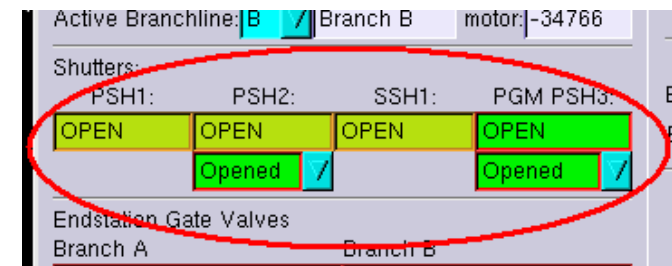 Active Branchline: B Branch B motor: -34766
Shutters:
PSH1: PSH2: SSH1: PGM PSH3:
OPEN OPEN OPEN OPEN
Opened Opened
Endstation Gate Valves
Branch A Branch B